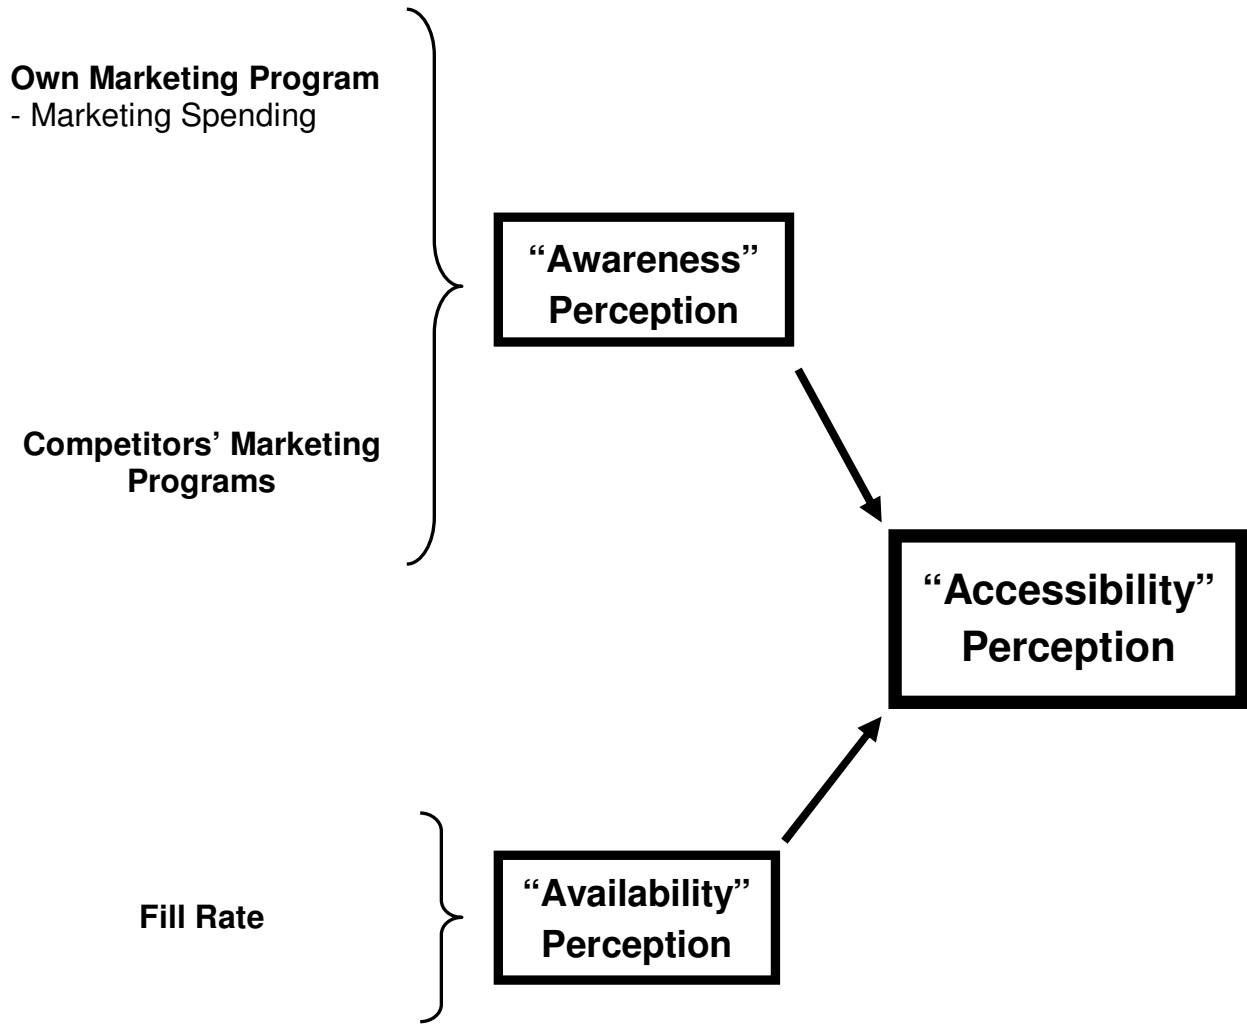 Own Marketing Program
- Marketing Spending
“Awareness”
Perception
Competitors’ Marketing
Programs
“Accessibility”
Perception
Fill Rate
“Availability”
Perception